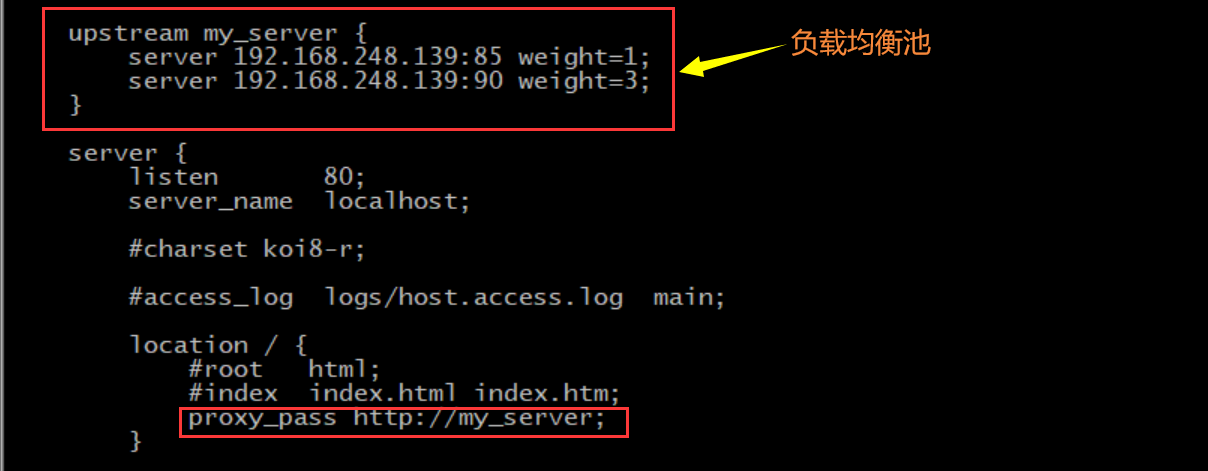 upstream my_server {
server 192.168.248.139:85 weight=1;
server 192.168.248.139:90 weight=3;
}
负载均衡池
server {
listen 80;
server_name localhost;
#charset koi8-r;
#access_log logs/host.access.log main;
location / {
#root html;
#index index.html index.htm;
proxy_pass http://my_server;
}